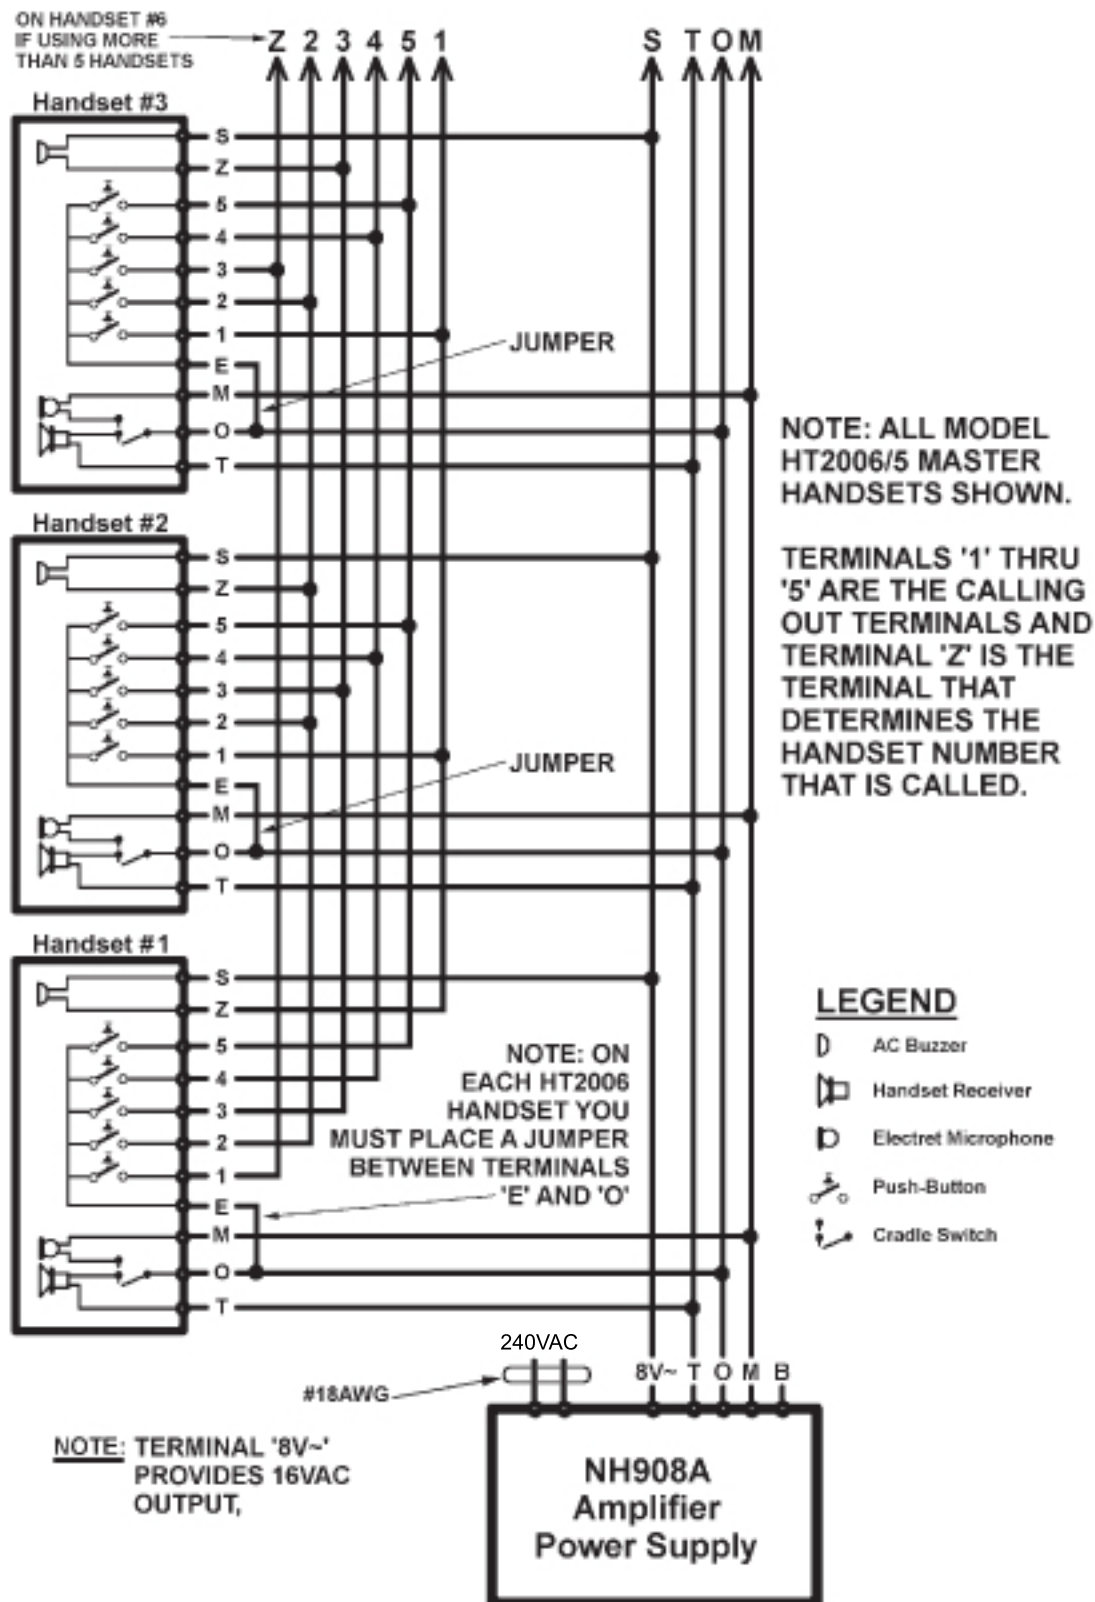 ON HANDSET #6
IF USING MORE
THAN 5 HANDSETS
Z 2 3 4 5 1
S T O M
Handset #3
S
Z
5
4
3
2
1
E
M
O
T
JUMPER
NOTE: ALL MODEL
HT2006/5 MASTER
HANDSETS SHOWN.
TERMINALS '1' THRU
'5' ARE THE CALLING
OUT TERMINALS AND
TERMINAL 'Z' IS THE
TERMINAL THAT
DETERMINES THE
HANDSET NUMBER
THAT IS CALLED.
Handset #2
S
Z
5
4
3
2
1
E
M
O
T
JUMPER
Handset #1
S
Z
5
4
3
2
1
E
M
O
T
NOTE: ON
EACH HT2006
HANDSET YOU
MUST PLACE A JUMPER
BETWEEN TERMINALS
'E' AND 'O'
LEGEND
AC Buzzer
Handset Receiver
Electret Microphone
Push-Button
Cradle Switch
240VAC
#18AWG
8V~ T O M B
NOTE: TERMINAL '8V~'
PROVIDES 16VAC
OUTPUT,
NH908A
Amplifier
Power Supply